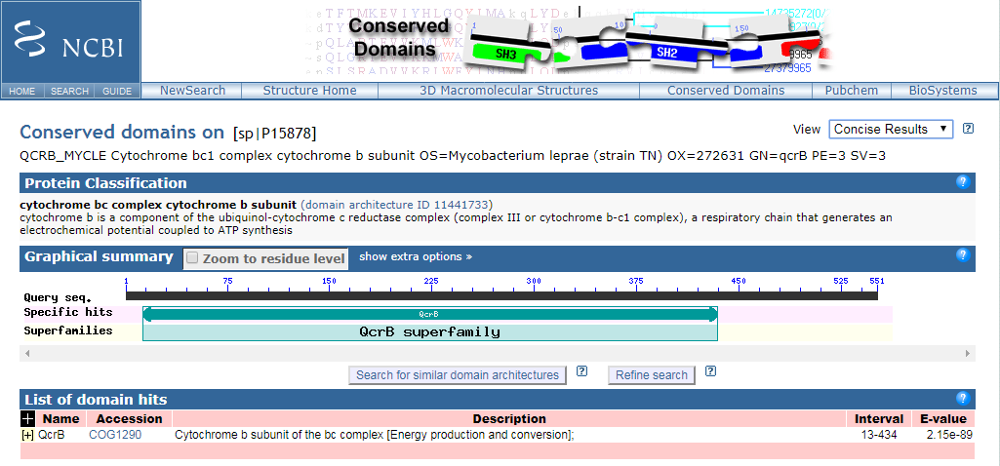 NCBI
Conserved
Domains
SH3
SH2
HOME SEARCH GUIDE NewSearch Structure Home 3D Macromolecular Structures Conserved Domains Pubchem BioSystems
Conserved domains on [sp|P15878]
View Concise Results
QCRB_MYCLE Cytochrome bc1 complex cytochrome b subunit OS=Mycobacterium leprae (strain TN) OX=272631 GN=qcrB PE=3 SV=3
Protein Classification
cytochrome bc complex cytochrome b subunit (domain architecture ID 11441733)
cytochrome b is a component of the ubiquinol-cytochrome c reductase complex (complex III or cytochrome b-c1 complex), a respiratory chain that generates an
electrochemical potential coupled to ATP synthesis
Graphical summary Zoom to residue level show extra options »
1 75 150 225 300 375 450 525 551
Query seq.
Specific hits QcrB
Superfamilies QcrB superfamily
Search for similar domain architectures ? Refine search ?
List of domain hits
+ Name Accession Description Interval E-value
[+] QcrB COG1290 Cytochrome b subunit of the bc complex [Energy production and conversion]; 13-434 2.15e-89